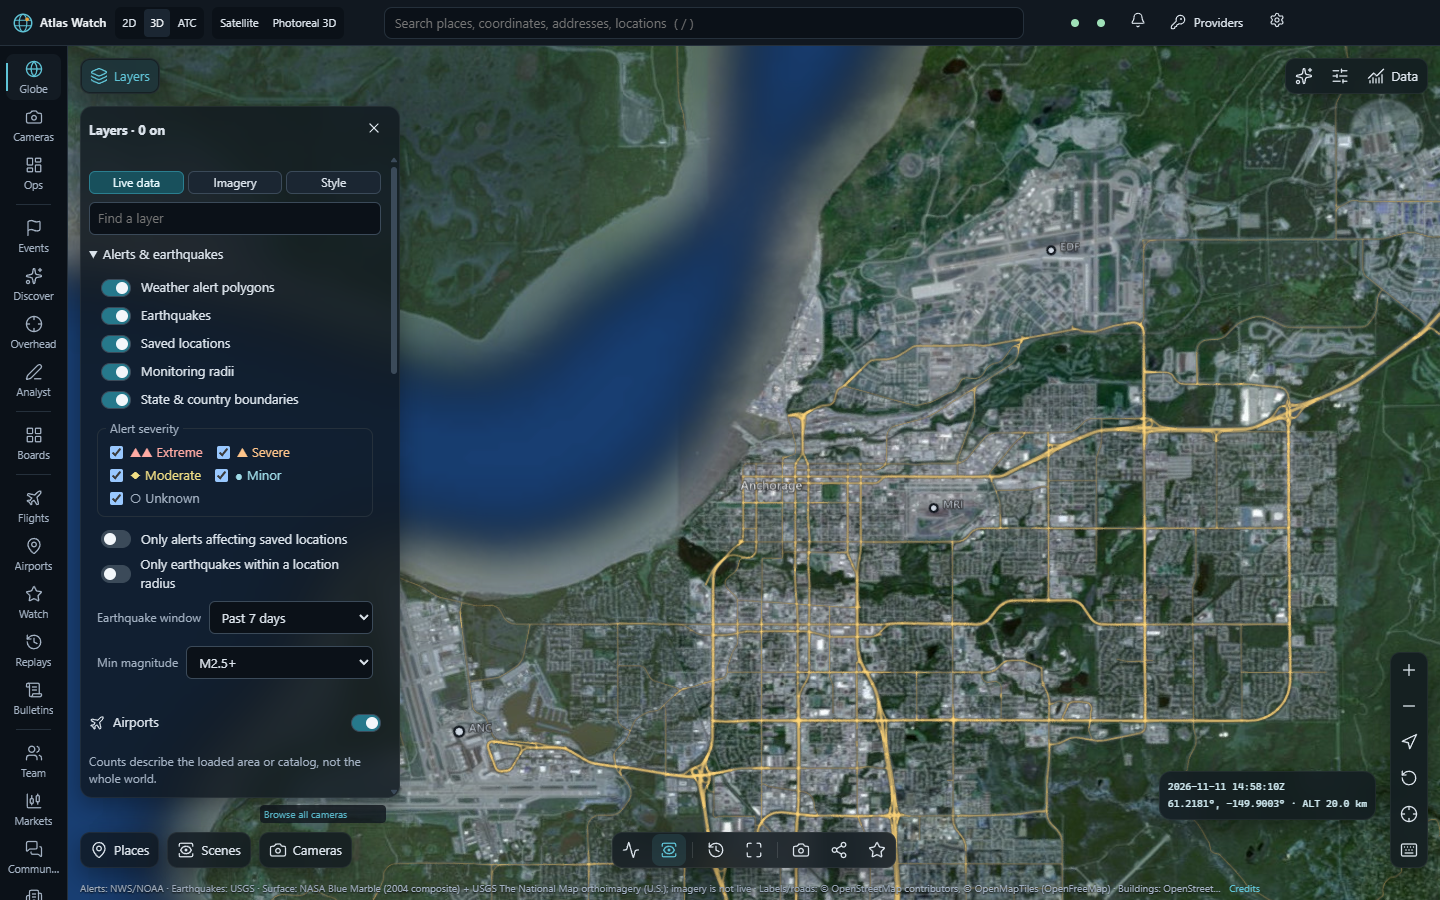 Atlas Watch
2D 3D ATC
Satellite Photoreal 3D
Search places, coordinates, addresses, locations ( / )
Providers
Globe
Cameras
Ops
Events
Discover
Overhead
Analyst
Boards
Flights
Airports
Watch
Replays
Bulletins
Team
Markets
Commun...
Layers
Data
Layers · 0 on
Live data Imagery Style
Find a layer
Alerts & earthquakes
Weather alert polygons
Earthquakes
Saved locations
Monitoring radii
State & country boundaries
Alert severity
Extreme Severe
Moderate Minor
Unknown
Only alerts affecting saved locations
Only earthquakes within a location
radius
Earthquake window Past 7 days
Min magnitude M2.5+
Airports
Counts describe the loaded area or catalog, not the
whole world.
Browse all cameras
Places Scenes Cameras
EDF
Anchorage
MRI
ANC
2026-11-11 14:58:10Z
61.2181°, -149.9003° · ALT 20.0 km
Alerts: NWS/NOAA · Earthquakes: USGS · Surface: NASA Blue Marble (2004 composite) + USGS The National Map orthoimagery (U.S.); imagery is not live · Labels/roads: © OpenStreetMap contributors, © OpenMapTiles (OpenFreeMap) · Buildings: OpenStreet... Credits